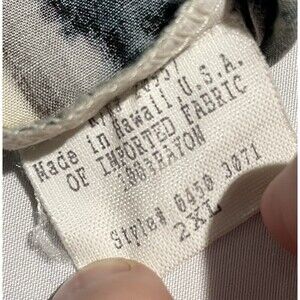 Made in Hawaii U.S.A.
OF IMPORTED FABRIC
100%RAYON
Style# 0450 3071
2XL